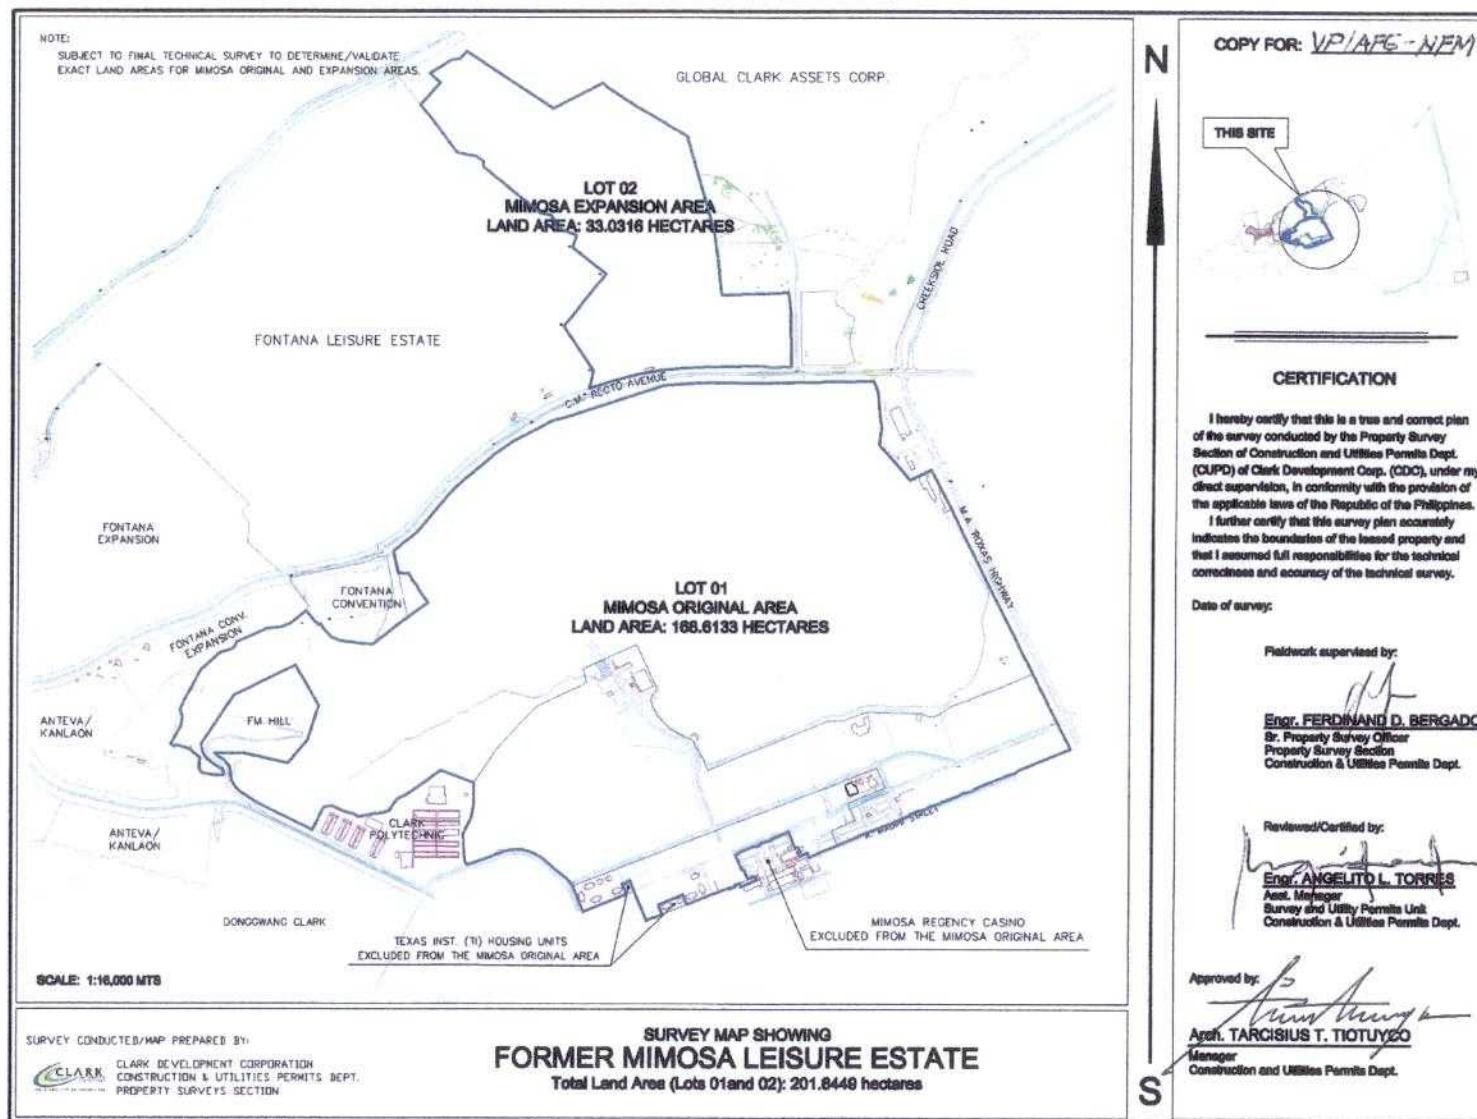 NOTE:
SUBJECT TO FINAL TECHNICAL SURVEY TO DETERMINE/VALIDATE
EXACT LAND AREAS FOR MIMOSA ORIGINAL AND EXPANSION AREAS.
GLOBAL CLARK ASSETS CORP.
LOT 02
MIMOSA EXPANSION AREA
LAND AREA: 33.0316 HECTARES
CREEKSIDE ROAD
FONTANA LEISURE ESTATE
C.M. RECTO AVENUE
FONTANA
EXPANSION
M.A. ROXAS HIGHWAY
FONTANA
CONVENTION
LOT 01
MIMOSA ORIGINAL AREA
LAND AREA: 168.6133 HECTARES
FONTANA CONV.
EXPANSION
ANTEVA/
KANLAON
FM HILL
CLARK
POLYTECHNIC
ANTEVA/
KANLAON
STREET
DONGGWANG CLARK
TEXAS INST. (TI) HOUSING UNITS
EXCLUDED FROM THE MIMOSA ORIGINAL AREA
MIMOSA REGENCY CASINO
EXCLUDED FROM THE MIMOSA ORIGINAL AREA
SCALE: 1:16,000 MTS
SURVEY CONDUCTED/MAP PREPARED BY:
CLARK
CLARK DEVELOPMENT CORPORATION
CONSTRUCTION & UTILITIES PERMITS DEPT.
PROPERTY SURVEYS SECTION
SURVEY MAP SHOWING
FORMER MIMOSA LEISURE ESTATE
Total Land Area (Lots 01and 02): 201.6449 hectares
N
S
COPY FOR: VP/AFG-NFM
THIS SITE
CERTIFICATION
I hereby certify that this is a true and correct plan
of the survey conducted by the Property Survey
Section of Construction and Utilities Permits Dept.
(CUPD) of Clark Development Corp. (CDC), under my
direct supervision, in conformity with the provision of
the applicable laws of the Republic of the Philippines.
I further certify that this survey plan accurately
indicates the boundaries of the leased property and
that I assumed full responsibilities for the technical
correctness and accuracy of the technical survey.
Date of survey:
Fieldwork supervised by:
Engr. FERDINAND D. BERGADO
Sr. Property Survey Officer
Property Survey Section
Construction & Utilities Permits Dept.
Reviewed/Certified by:
Engr. ANGELITO L. TORRES
Asst. Manager
Survey and Utility Permits Unit
Construction & Utilities Permits Dept.
Approved by:
Arch. TARCISIUS T. TIOTUYCO
Manager
Construction and Utilities Permits Dept.